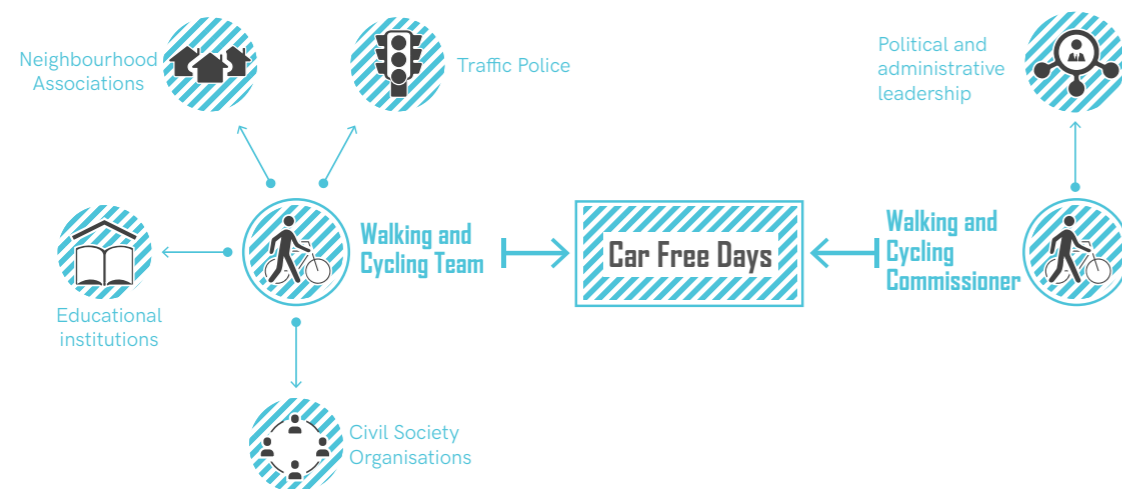 Neighbourhood
Associations
Traffic Police
Political and
administrative
leadership
Walking and
Cycling Team
Car Free Days
Walking and
Cycling
Commissioner
Educational
institutions
Civil Society
Organisations